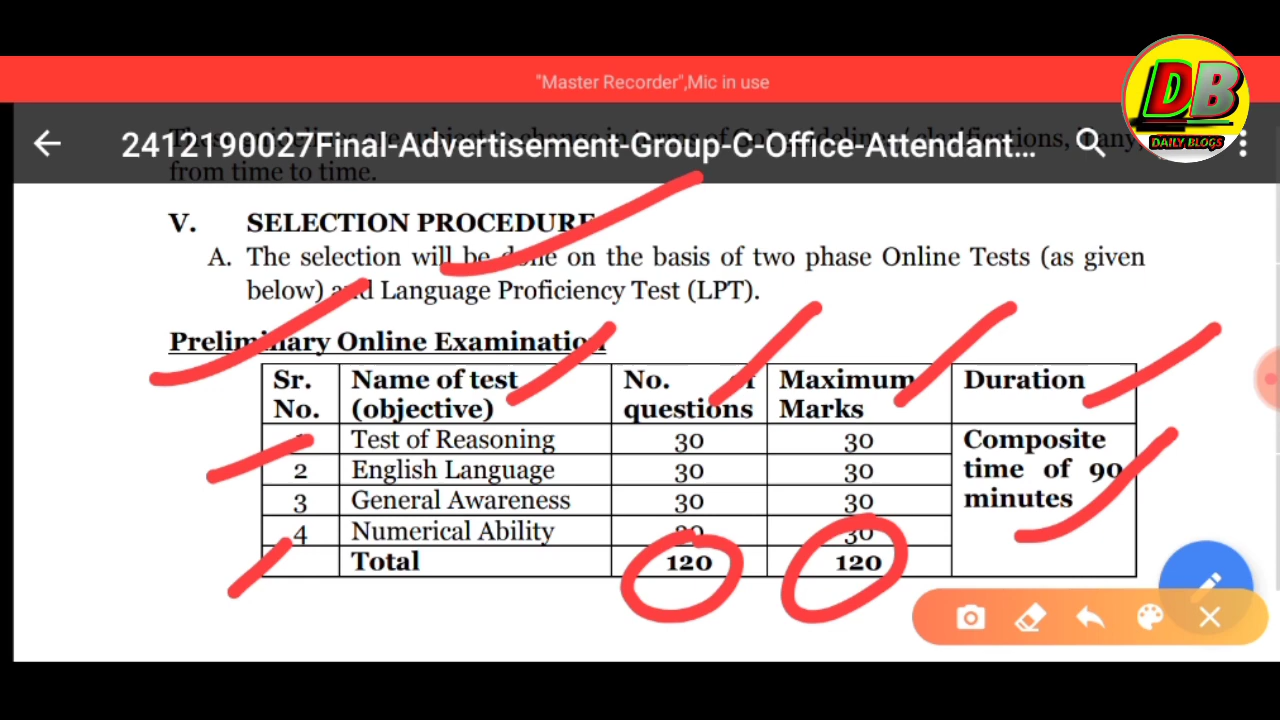 "Master Recorder",Mic in use
DB
DAILY BLOGS
2412190027Final-Advertisement-Group-C-Office-Attendant...
from time to time.
V. SELECTION PROCEDURE
A. The selection will be done on the basis of two phase Online Tests (as given
below) and Language Proficiency Test (LPT).
Preliminary Online Examination
Sr. No. Name of test (objective) No. of questions Maximum Marks Duration
1 Test of Reasoning 30 30 Composite time of 90 minutes
2 English Language 30 30
3 General Awareness 30 30
4 Numerical Ability 30 30
Total 120 120